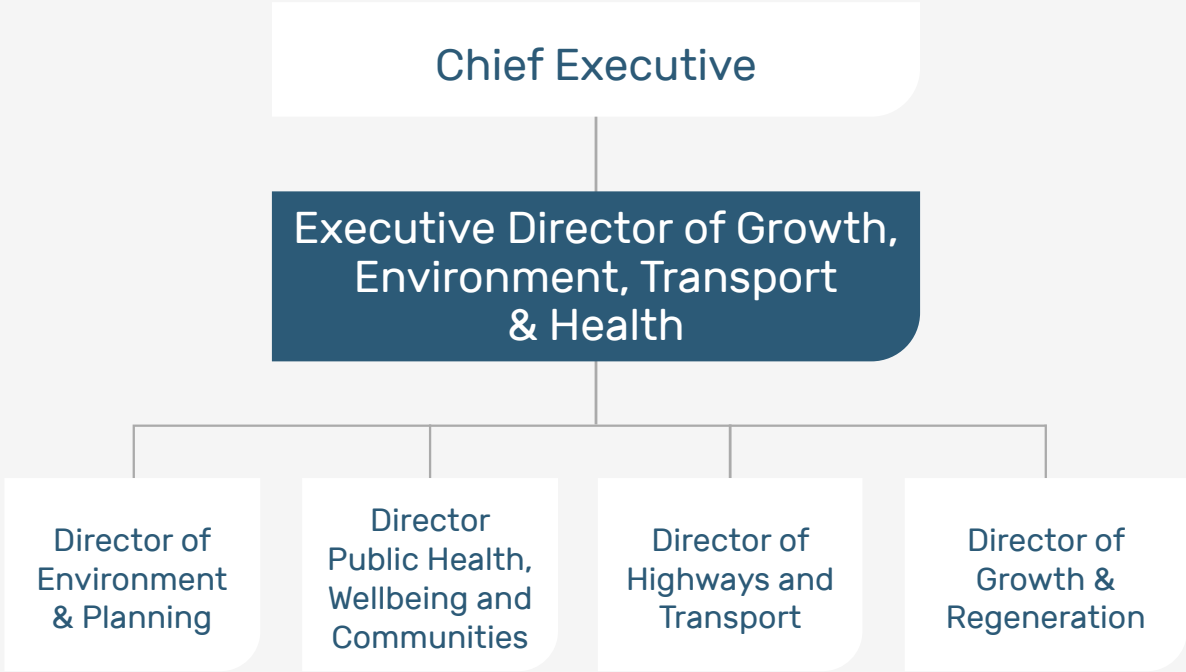 Chief Executive
Executive Director of Growth,
Environment, Transport
& Health
Director of
Environment
& Planning
Director
Public Health,
Wellbeing and
Communities
Director of
Highways and
Transport
Director of
Growth &
Regeneration